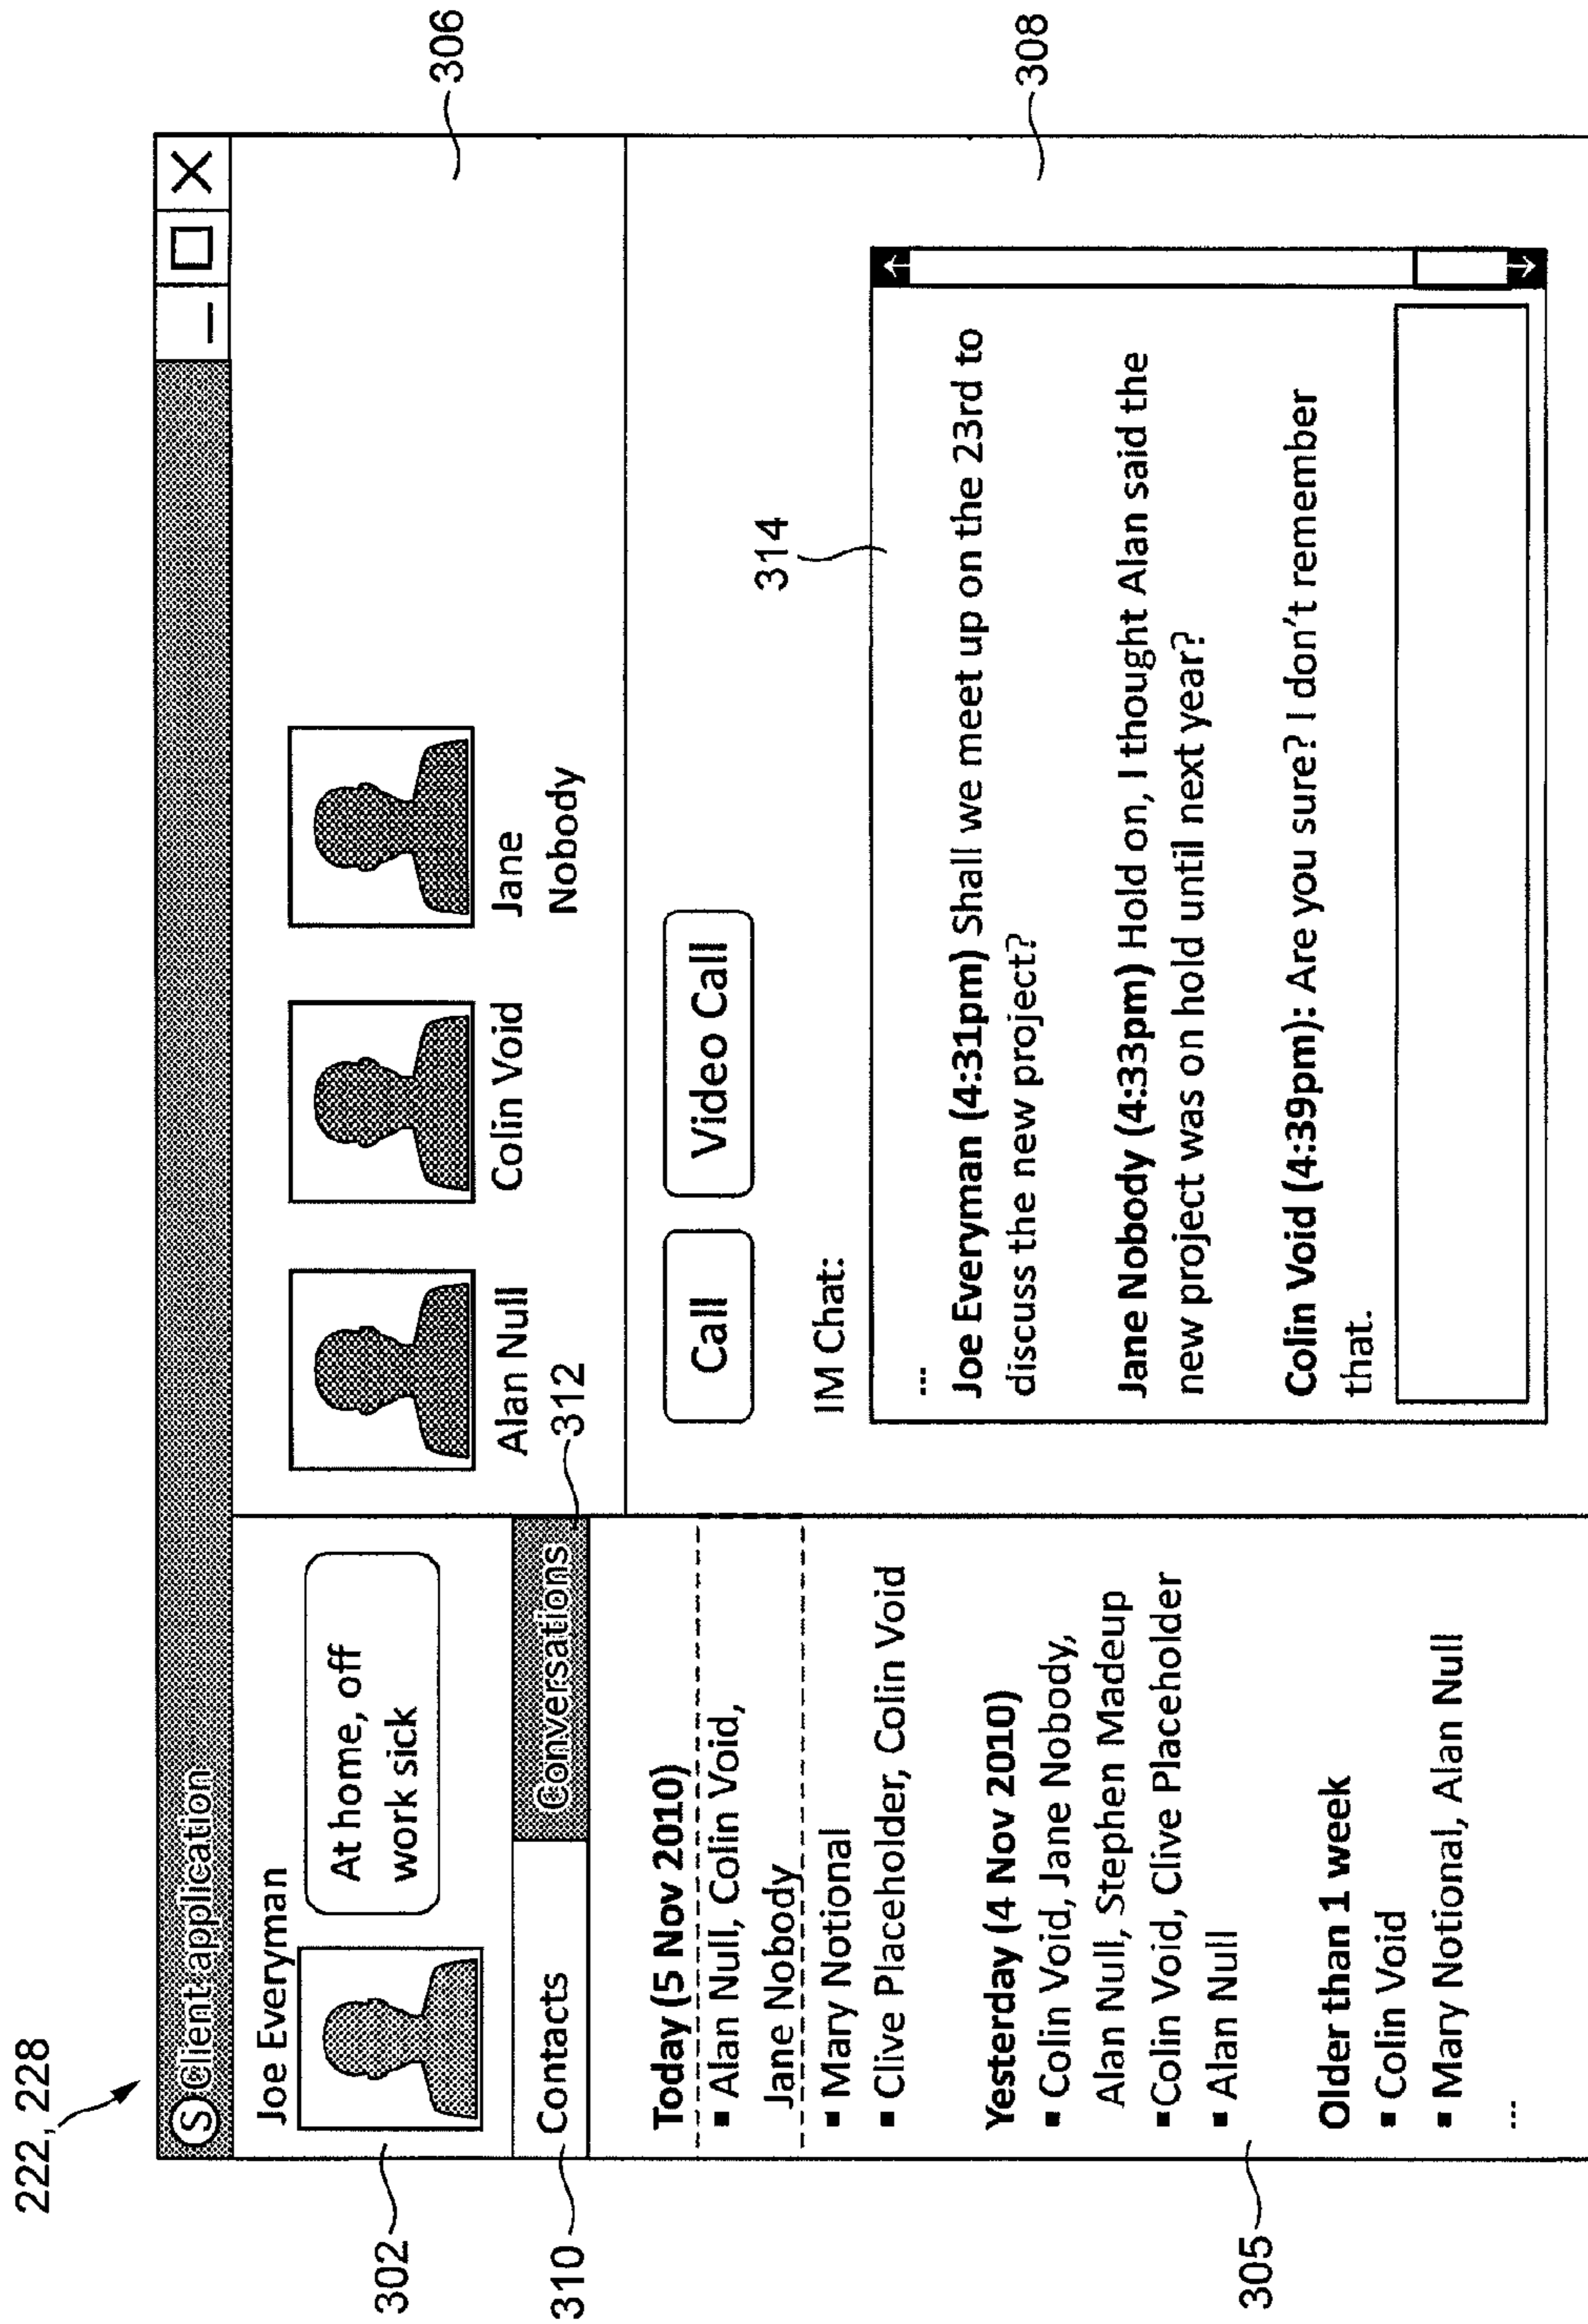 222, 228
S Client application
Joe Everyman
At home, off
work sick
302
Contacts
Conversations
310
312
Today (5 Nov 2010)
▪ Alan Null, Colin Void,
Jane Nobody
▪ Mary Notional
▪ Clive Placeholder, Colin Void
Yesterday (4 Nov 2010)
▪ Colin Void, Jane Nobody,
Alan Null, Stephen Madeup
▪Colin Void, Clive Placeholder
▪ Alan Null
305
Older than 1 week
▪ Colin Void
▪ Mary Notional, Alan Null
...
Alan Null
Colin Void
Jane
Nobody
306
Call
Video Call
IM Chat:
314
308
...
Joe Everyman (4:31pm) Shall we meet up on the 23rd to
discuss the new project?
Jane Nobody (4:33pm) Hold on, I thought Alan said the
new project was on hold until next year?
Colin Void (4:39pm): Are you sure? I don't remember
that.